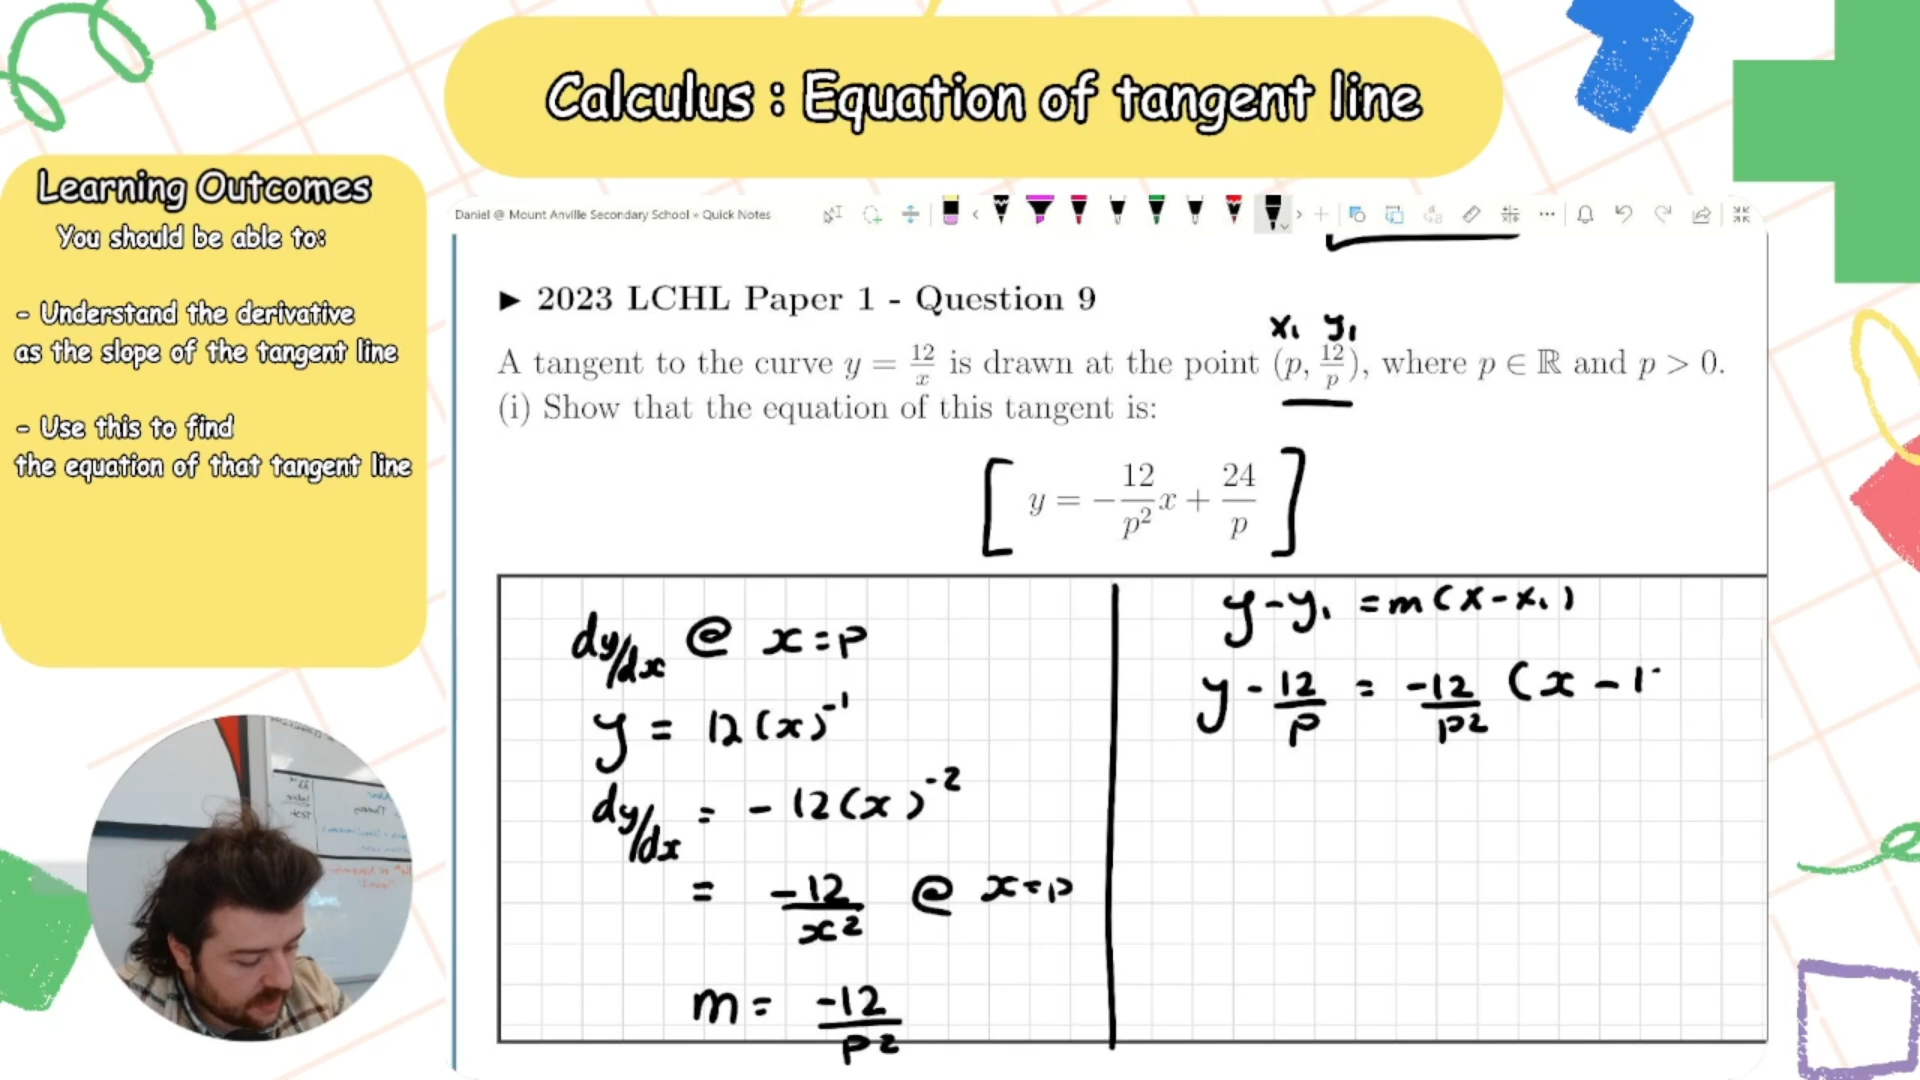 Calculus : Equation of tangent line
Learning Outcomes
You should be able to:
- Understand the derivative
as the slope of the tangent line
- Use this to find
the equation of that tangent line
Daniel @ Mount Anville Secondary School » Quick Notes
▶ 2023 LCHL Paper 1 - Question 9
x₁ y₁
A tangent to the curve y = 12/x is drawn at the point (p, 12/p), where p ∈ ℝ and p > 0.
(i) Show that the equation of this tangent is:
[ y = −12/p² x + 24/p ]
dy/dx @ x = p
y = 12(x)⁻¹
dy/dx = - 12(x)⁻²
= -12/x² @ x=p
m = -12/p²
y - y₁ = m(x - x₁)
y - 12/p = -12/p² (x -